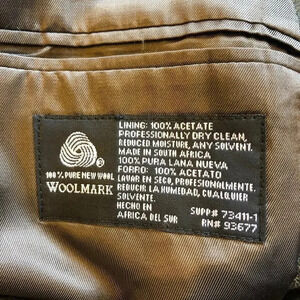 ®
100% PURE NEW WOOL
WOOLMARK
LINING: 100% ACETATE
PROFESSIONALLY DRY CLEAN,
REDUCED MOISTURE, ANY SOLVENT.
MADE IN SOUTH AFRICA
100% PURA LANA NUEVA
FORRO: 100% ACETATO
LAVAR EN SECO, PROFESIONALMENTE.
REDUCIR LA HUMEDAD, CUALQUIER
SOLVENTE.
HECHO EN
AFRICA DEL SUR
SUPP# 73411-1
RN# 93677